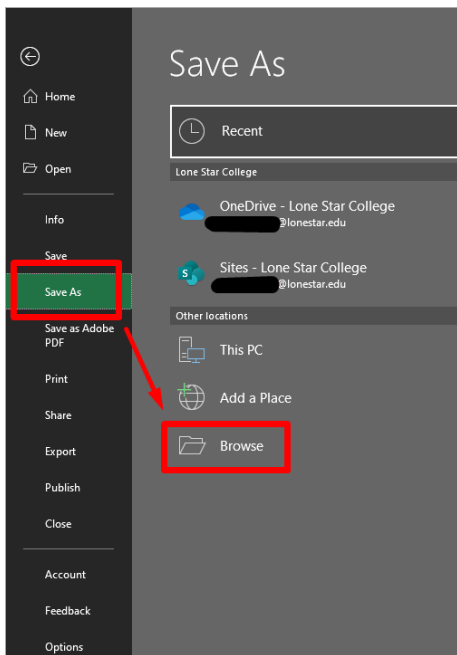 Save As
Home
New
Open
Info
Save
Save As
Save as Adobe
PDF
Print
Share
Export
Publish
Close
Account
Feedback
Options
Recent
Lone Star College
OneDrive - Lone Star College
@lonestar.edu
Sites - Lone Star College
@lonestar.edu
Other locations
This PC
Add a Place
Browse